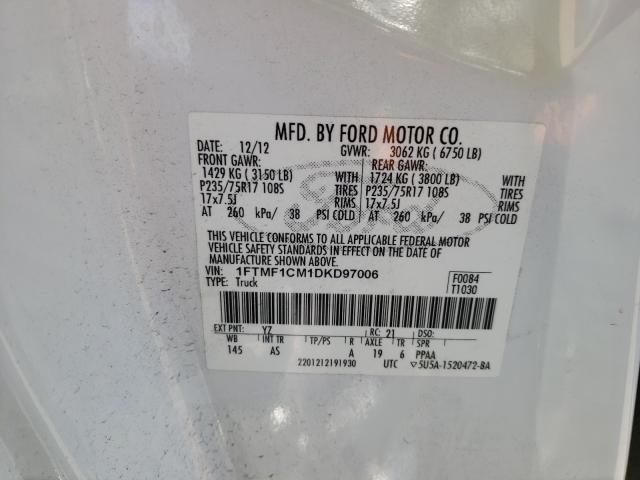 MFD. BY FORD MOTOR CO.
DATE: 12/12 GVWR: 3062 KG ( 6750 LB)
FRONT GAWR: REAR GAWR:
1429 KG ( 3150 LB) WITH 1724 KG ( 3800 LB) WITH
P235/75R17 108S TIRES P235/75R17 108S TIRES
17x7.5J RIMS 17x7.5J RIMS
AT 260 kPa/ 38 PSI COLD AT 260 kPa/ 38 PSI COLD
THIS VEHICLE CONFORMS TO ALL APPLICABLE FEDERAL MOTOR
VEHICLE SAFETY STANDARDS IN EFFECT ON THE DATE OF
MANUFACTURE SHOWN ABOVE.
VIN: 1FTMF1CM1DKD97006 F0084
TYPE: Truck T1030
EXT PNT: YZ RC: 21 DSO:
WB INT TR TP/PS R AXLE TR SPR
145 AS A 19 6 PPAA
2201212191930 UTC ▽5U5A-1520472-BA
Ford